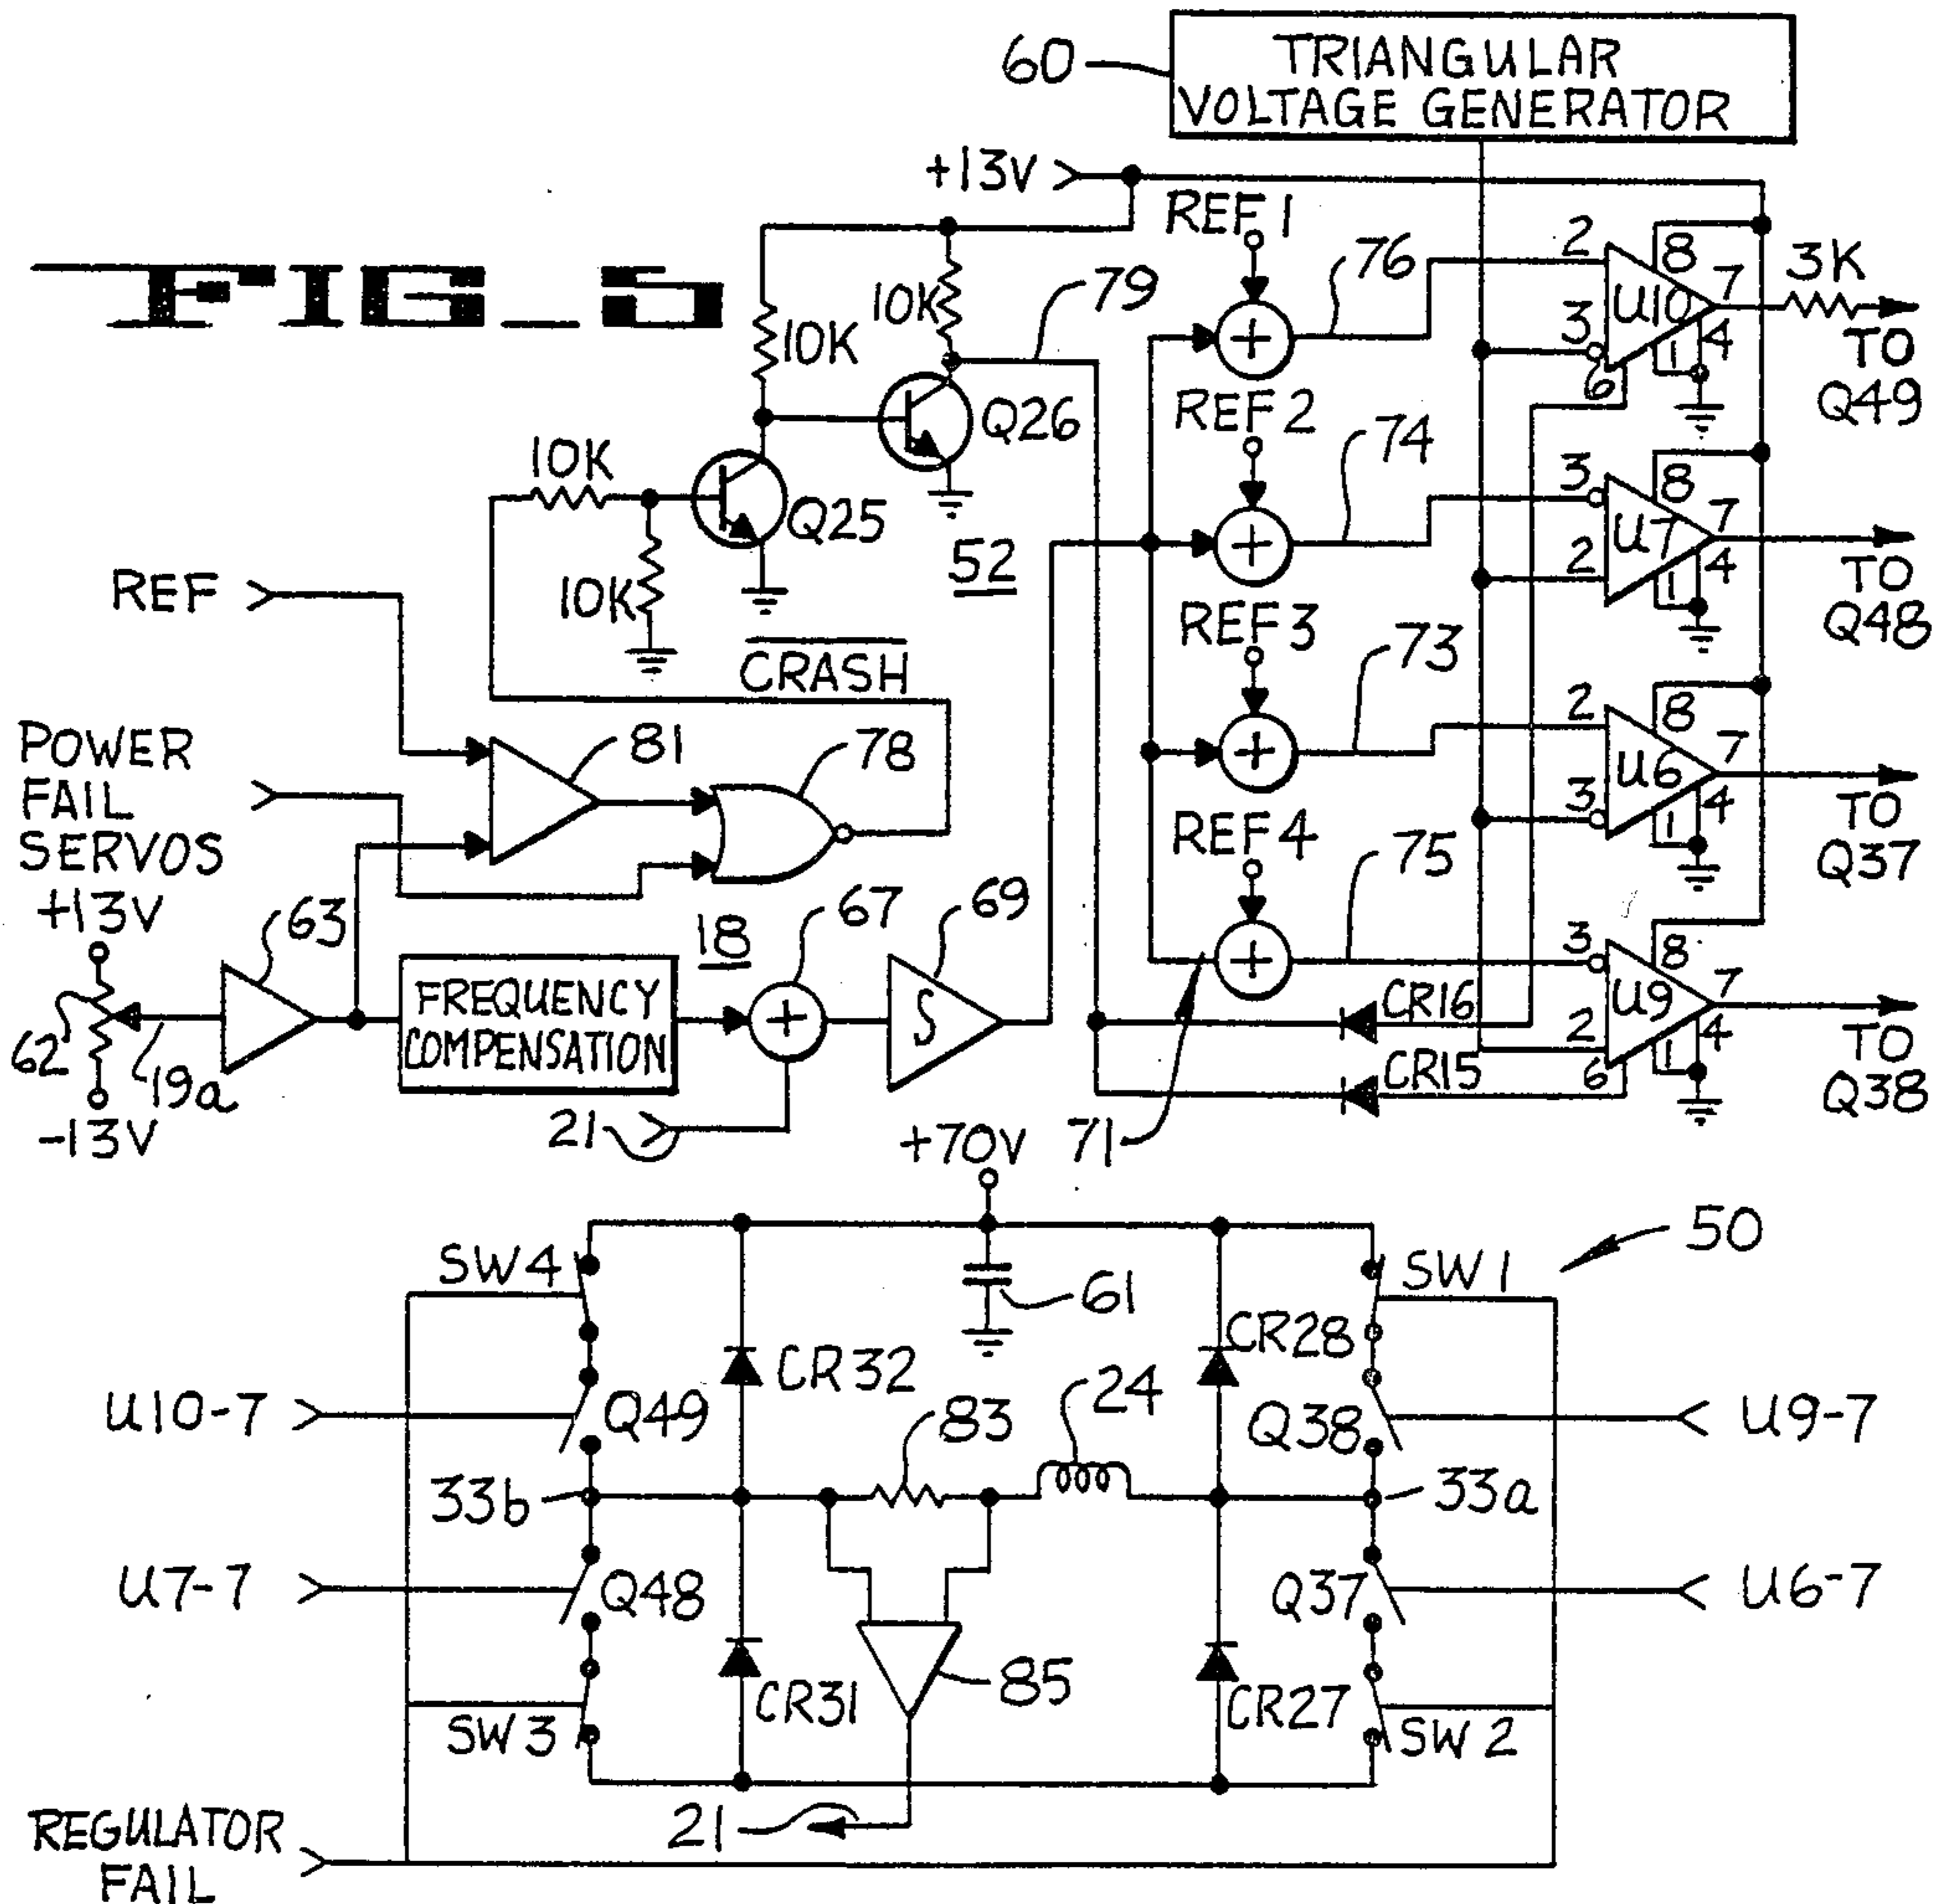 FIG_5
60
TRIANGULAR
VOLTAGE GENERATOR
+13V
REF 1
76
2
8
7
3K
U10
3
1
4
6
TO
Q49
10K
10K
79
Q26
REF 2
74
3
8
7
U7
2
1
4
TO
Q48
10K
Q25
10K
52
REF
CRASH
REF 3
73
2
8
7
U6
3
1
4
TO
Q37
POWER
FAIL
SERVOS
81
78
REF 4
75
3
8
7
U9
2
1
4
6
TO
Q38
+13V
63
18
67
69
FREQUENCY
COMPENSATION
+
S
62
19a
-13V
21
71
CR16
CR15
+70V
50
SW4
SW1
61
CR32
CR28
24
U10-7
Q49
83
Q38
U9-7
33b
33a
U7-7
Q48
Q37
U6-7
CR31
85
CR27
SW3
SW2
21
REGULATOR
FAIL